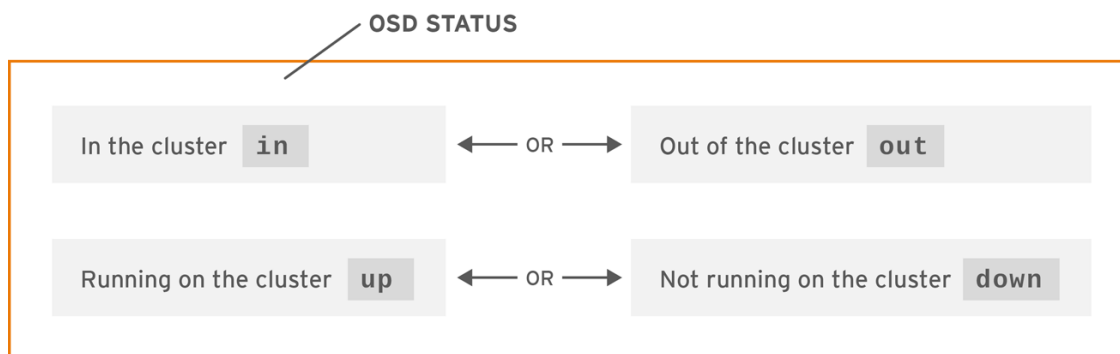 OSD STATUS
In the cluster in OR Out of the cluster out
Running on the cluster up OR Not running on the cluster down